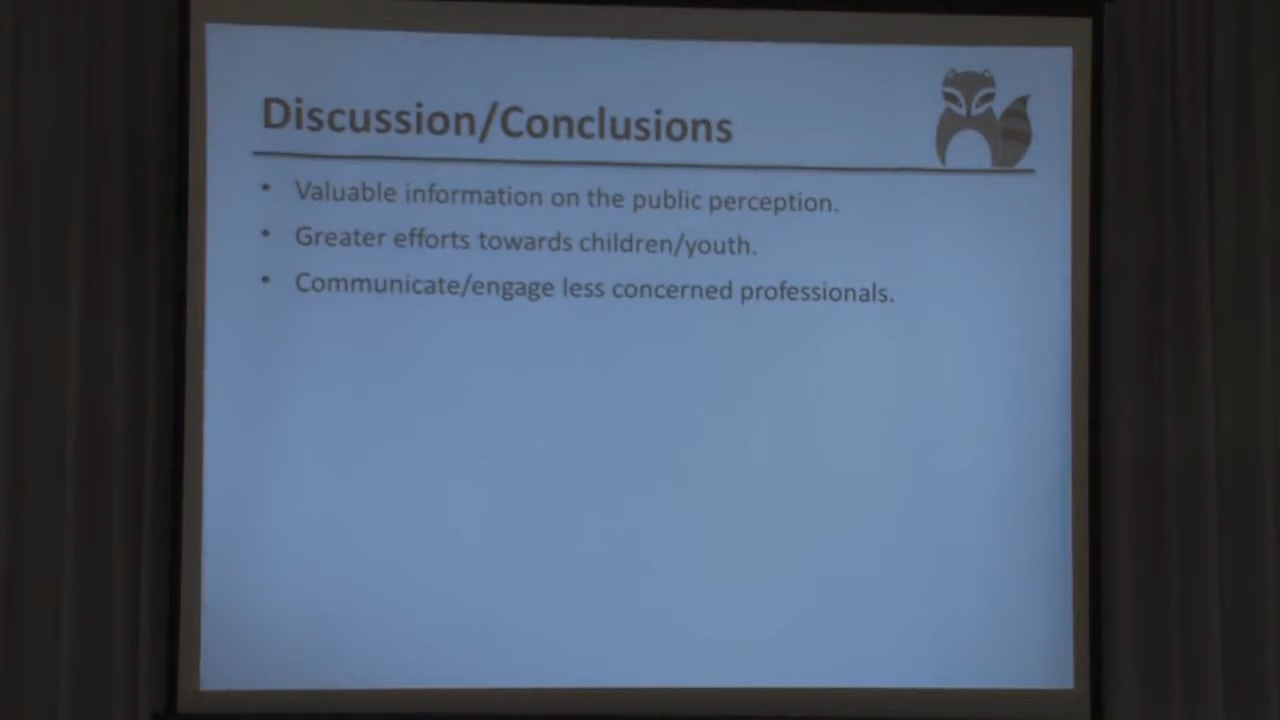 Discussion/Conclusions
• Valuable information on the public perception.
• Greater efforts towards children/youth.
• Communicate/engage less concerned professionals.